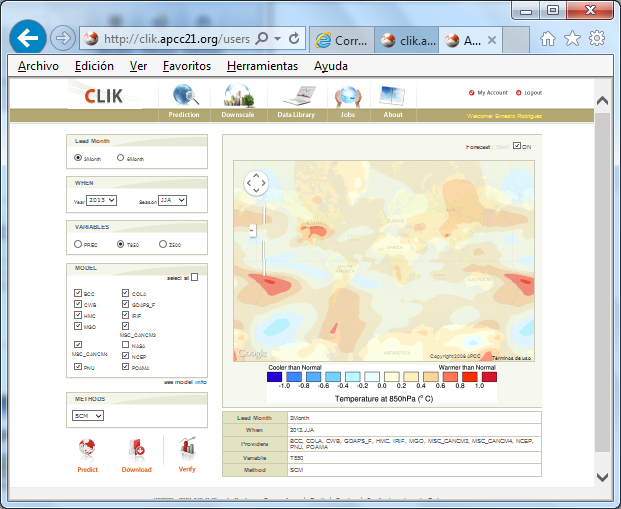 http://clik.apcc21.org/users
Corr...
clik.a...
A...
Archivo Edición Ver Favoritos Herramientas Ayuda
CLIK
My Account Logout
Prediction Downscale Data Library Jobs About
Welcome! Ernesto Rodriguez
Lead Month
3Month 6Month
WHEN
Year 2013 Season JJA
VARIABLES
PREC T850 Z500
MODEL
select all
BCC COLA
CWB GDAPS_F
HMC IRIF
MGO
MSC_CANCM3
NASA
MSC_CANCM4
NCEP
PNU POAMA
see model info
METHODS
SCM
Predict Download Verify
Forecast ON
AFRICA
ANTARCTICA
Google
Copyright 2009 APCC
Términos de uso
Cooler than Normal Warmer than Normal
-1.0 -0.8 -0.6 -0.4 -0.2 0.0 0.2 0.4 0.6 0.8 1.0
Temperature at 850hPa (° C)
Lead Month 3Month
When 2013,JJA
Providers BCC, COLA, CWB, GDAPS_F, HMC, IRIF, MGO, MSC_CANCM3, MSC_CANCM4, NCEP, PNU, POAMA
Variable T850
Method SCM